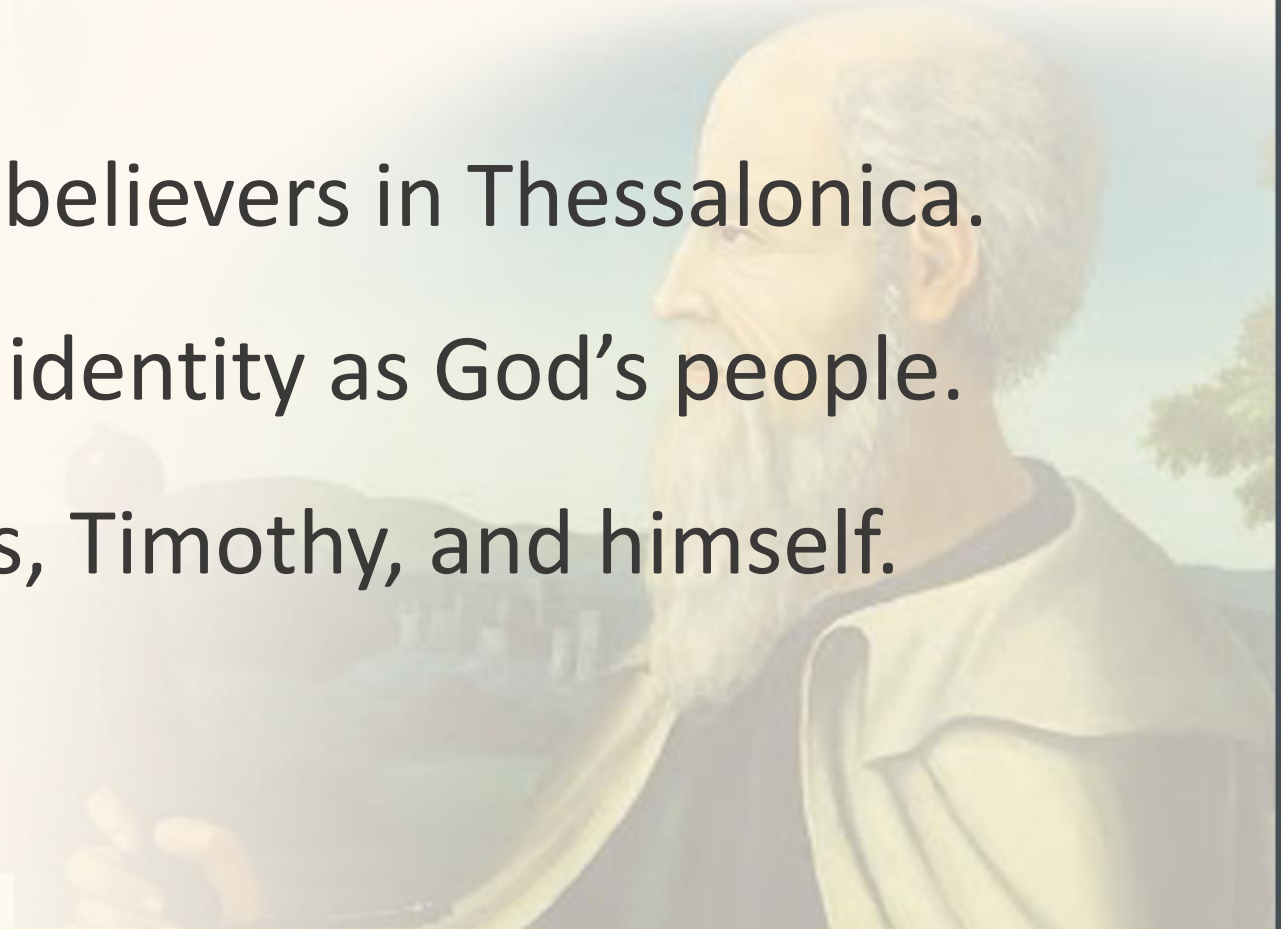 believers in Thessalonica.
identity as God’s people.
s, Timothy, and himself.